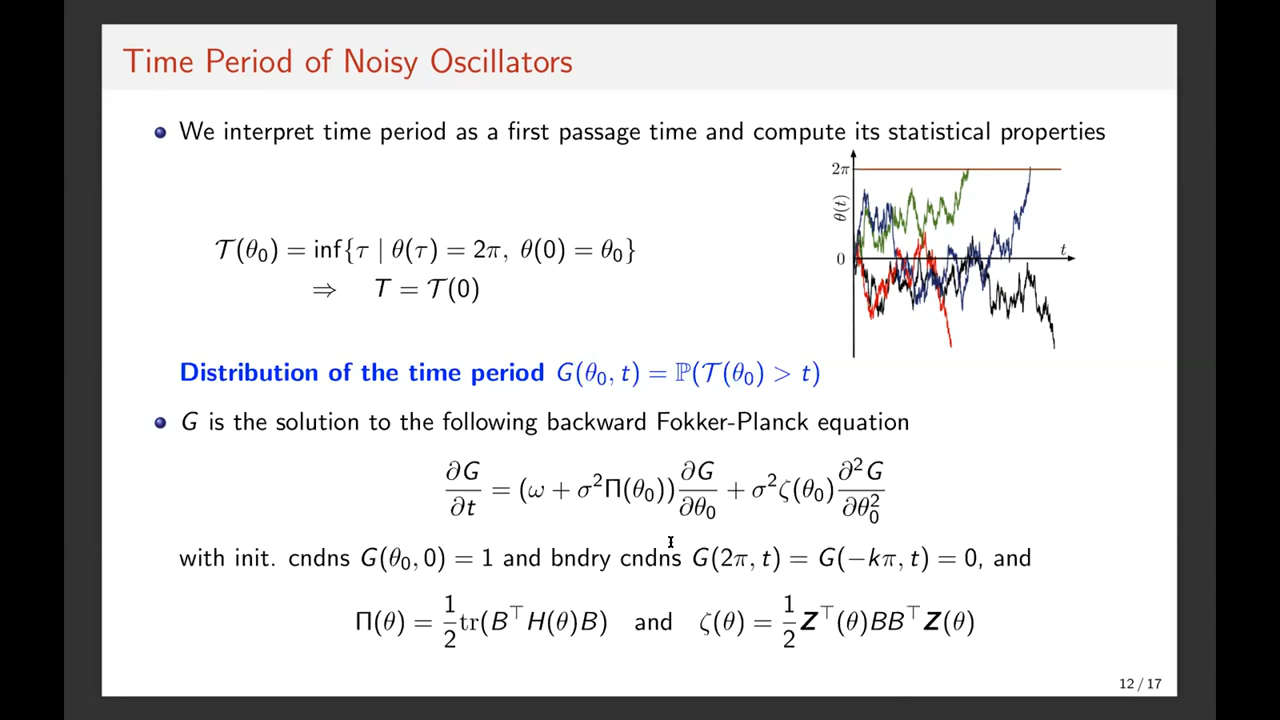 Time Period of Noisy Oscillators
We interpret time period as a first passage time and compute its statistical properties
2π
θ(t)
0
t
𝒯(θ₀) = inf{τ | θ(τ) = 2π, θ(0) = θ₀}
⇒ T = 𝒯(0)
Distribution of the time period G(θ₀, t) = ℙ(𝒯(θ₀) > t)
G is the solution to the following backward Fokker-Planck equation
∂G/∂t = (ω + σ²Π(θ₀)) ∂G/∂θ₀ + σ²ζ(θ₀) ∂²G/∂θ₀²
with init. cndns G(θ₀, 0) = 1 and bndry cndns G(2π, t) = G(−kπ, t) = 0, and
Π(θ) = 1/2 tr(B⊤H(θ)B) and ζ(θ) = 1/2 Z⊤(θ)BB⊤Z(θ)
12 / 17